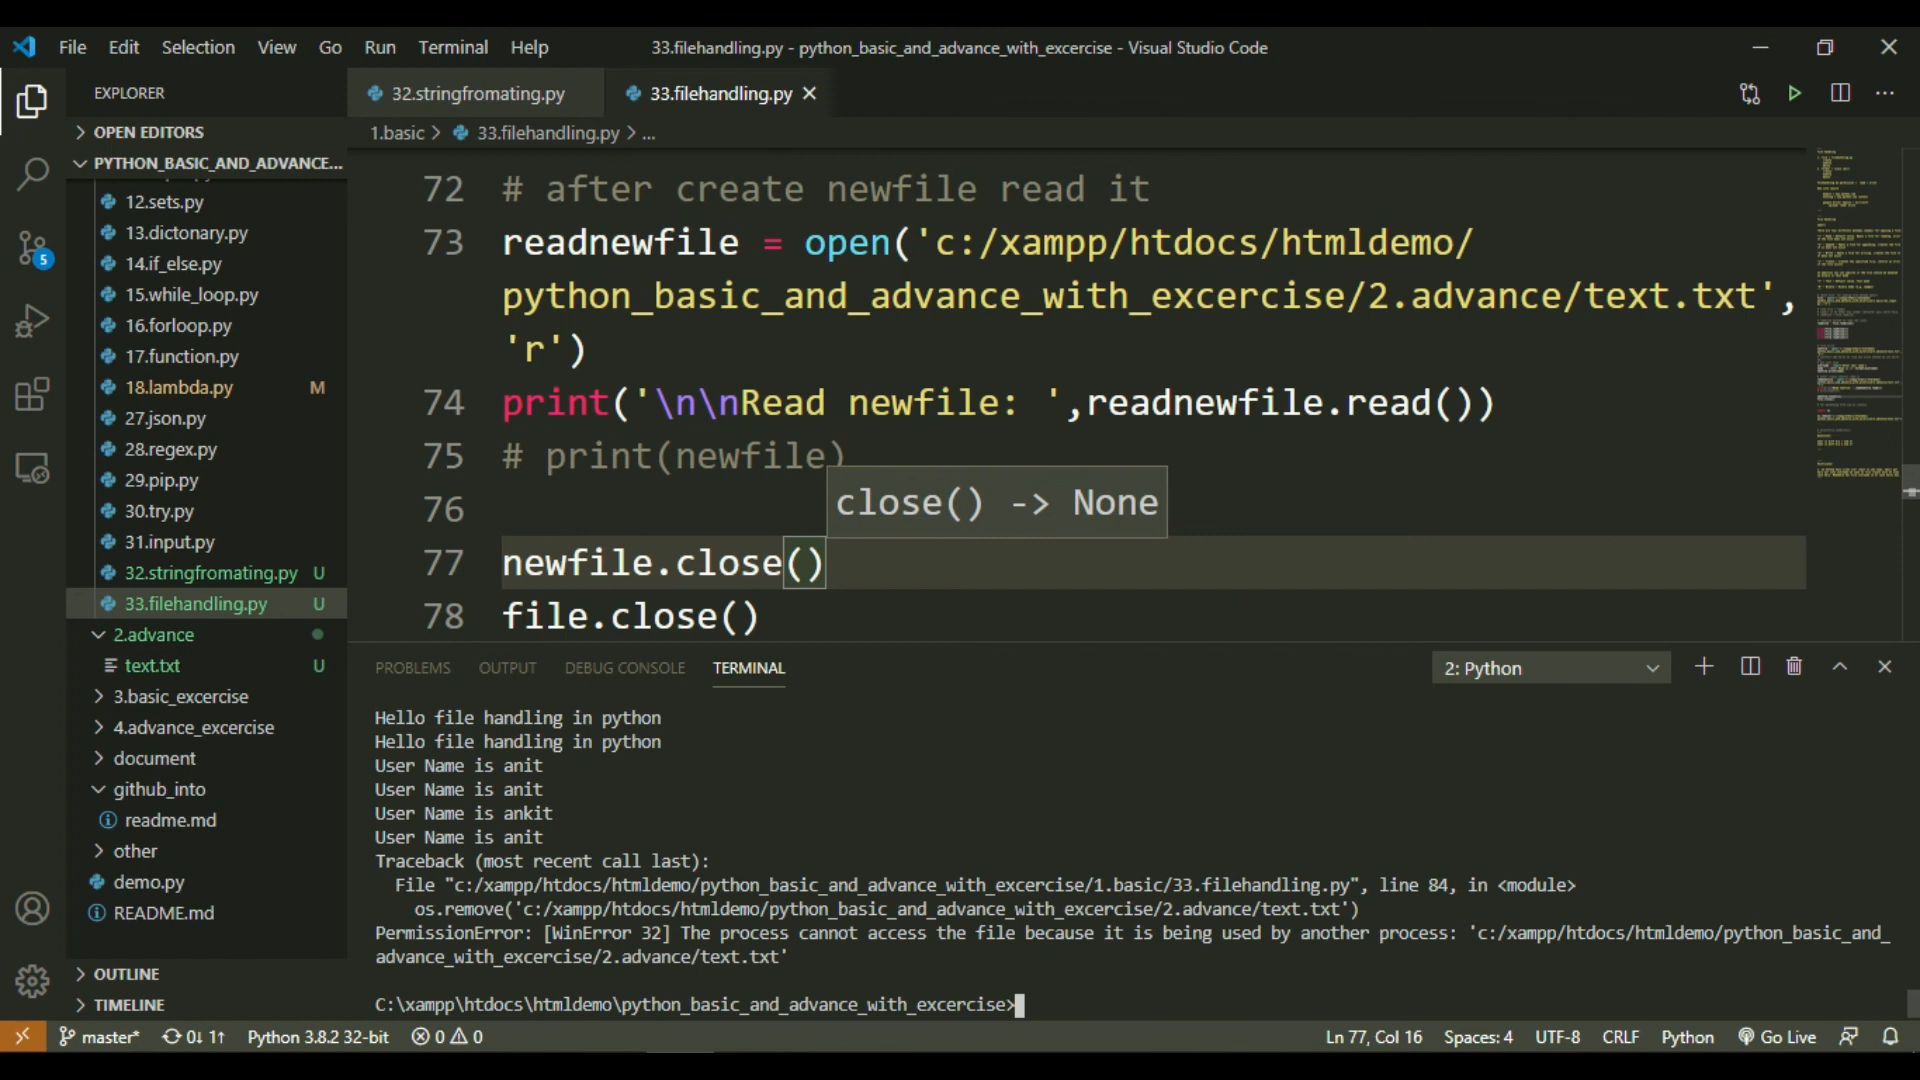 File Edit Selection View Go Run Terminal Help
33.filehandling.py - python_basic_and_advance_with_excercise - Visual Studio Code
EXPLORER
OPEN EDITORS
PYTHON_BASIC_AND_ADVANCE...
12.sets.py
13.dictonary.py
14.if_else.py
15.while_loop.py
16.forloop.py
17.function.py
18.lambda.py M
27.json.py
28.regex.py
29.pip.py
30.try.py
31.input.py
32.stringfromating.py U
33.filehandling.py U
2.advance
text.txt U
3.basic_excercise
4.advance_excercise
document
github_into
readme.md
other
demo.py
README.md
OUTLINE
TIMELINE
5
32.stringfromating.py
33.filehandling.py
1.basic > 33.filehandling.py > ...
72 # after create newfile read it
73 readnewfile = open('c:/xampp/htdocs/htmldemo/
python_basic_and_advance_with_excercise/2.advance/text.txt',
'r')
74 print('\n\nRead newfile: ',readnewfile.read())
75 # print(newfile)
76
close() -> None
77 newfile.close()
78 file.close()
PROBLEMS OUTPUT DEBUG CONSOLE TERMINAL
2: Python
Hello file handling in python
Hello file handling in python
User Name is anit
User Name is anit
User Name is ankit
User Name is anit
Traceback (most recent call last):
File "c:/xampp/htdocs/htmldemo/python_basic_and_advance_with_excercise/1.basic/33.filehandling.py", line 84, in <module>
os.remove('c:/xampp/htdocs/htmldemo/python_basic_and_advance_with_excercise/2.advance/text.txt')
PermissionError: [WinError 32] The process cannot access the file because it is being used by another process: 'c:/xampp/htdocs/htmldemo/python_basic_and_
advance_with_excercise/2.advance/text.txt'
C:\xampp\htdocs\htmldemo\python_basic_and_advance_with_excercise>
master* 0↓ 1↑ Python 3.8.2 32-bit 0 0
Ln 77, Col 16 Spaces: 4 UTF-8 CRLF Python Go Live